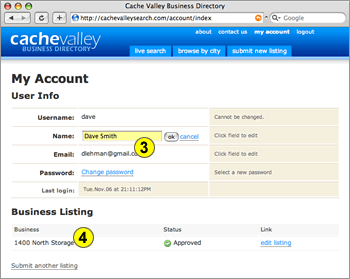 Cache Valley Business Directory
http://cachevalleysearch.com/account/index
Google
about contact us my account logout
cachevalley
BUSINESS DIRECTORY
live search browse by city submit new listing
My Account
User Info
Username: dave Cannot be changed.
Name: Dave Smith ok cancel Click field to edit
3
Email: dlehman@gmail.c Click field to edit
Password: Change password Select a new password
Last login: Tue.Nov.06 at 21:11:12PM
Business Listing
Business Status Link
4
1400 North Storage Approved edit listing
Submit another listing